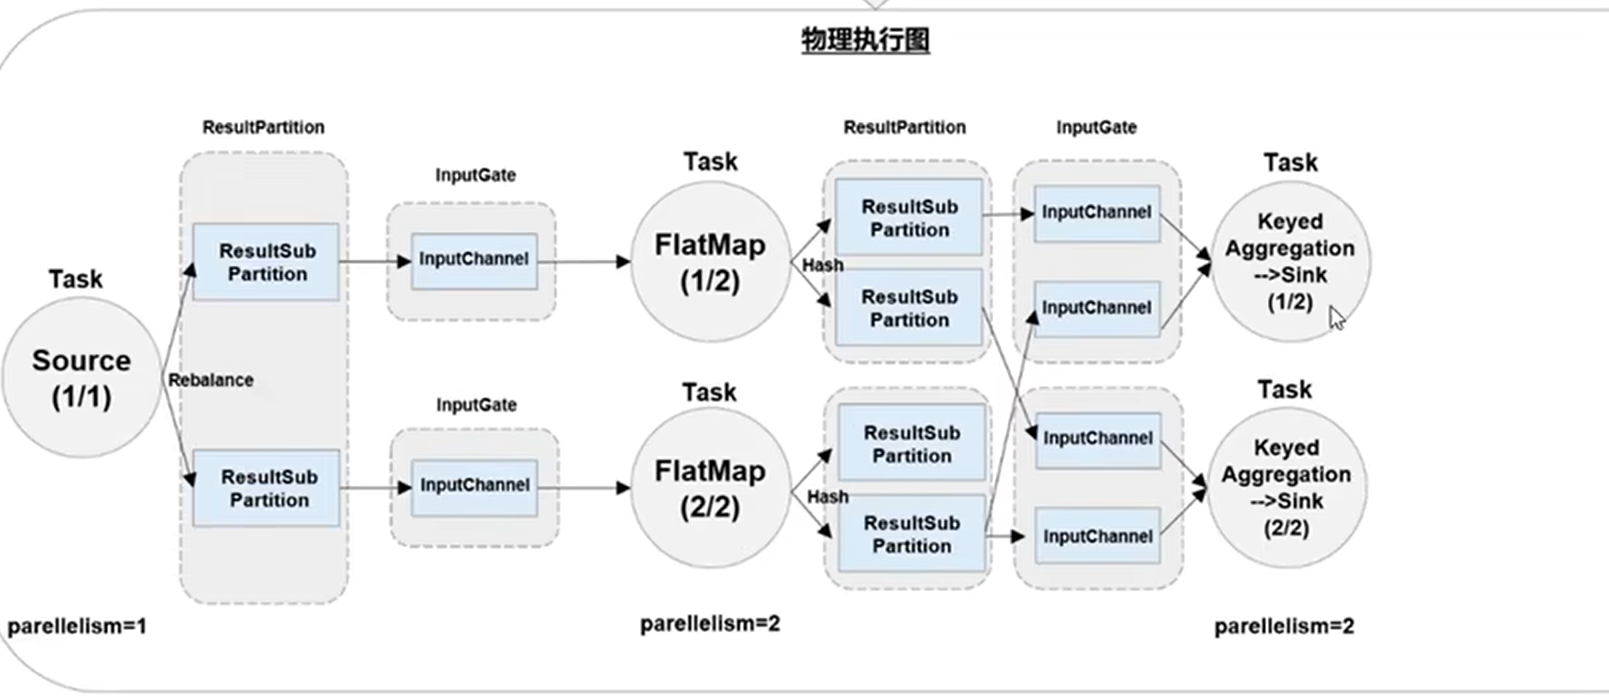 物理执行图
ResultPartition
ResultPartition
InputGate
Task
Task
InputGate
ResultSub
Partition
InputChannel
FlatMap
(1/2)
Hash
ResultSub
Partition
ResultSub
Partition
InputChannel
InputChannel
Keyed
Aggregation
-->Sink
(1/2)
Task
Source
(1/1)
Rebalance
InputGate
Task
Task
ResultSub
Partition
InputChannel
FlatMap
(2/2)
Hash
ResultSub
Partition
ResultSub
Partition
InputChannel
InputChannel
Keyed
Aggregation
-->Sink
(2/2)
parellelism=1
parellelism=2
parellelism=2